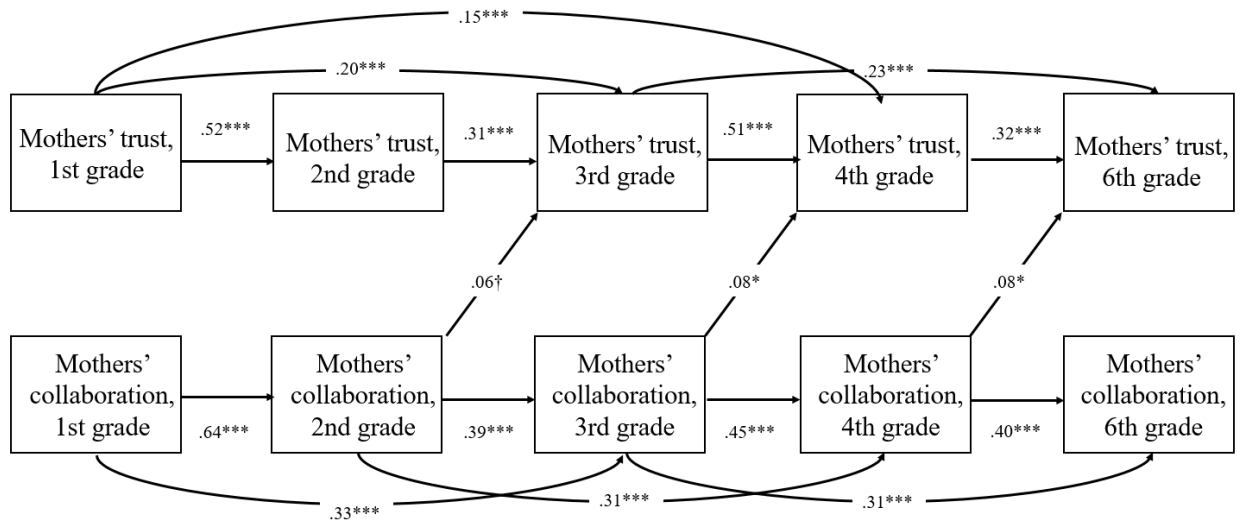 .15***
.20***
.23***
Mothers’ trust,
1st grade
.52***
Mothers’ trust,
2nd grade
.31***
Mothers’ trust,
3rd grade
.51***
Mothers’ trust,
4th grade
.32***
Mothers’ trust,
6th grade
.06†
.08*
.08*
Mothers’
collaboration,
1st grade
.64***
Mothers’
collaboration,
2nd grade
.39***
Mothers’
collaboration,
3rd grade
.45***
Mothers’
collaboration,
4th grade
.40***
Mothers’
collaboration,
6th grade
.33***
.31***
.31***